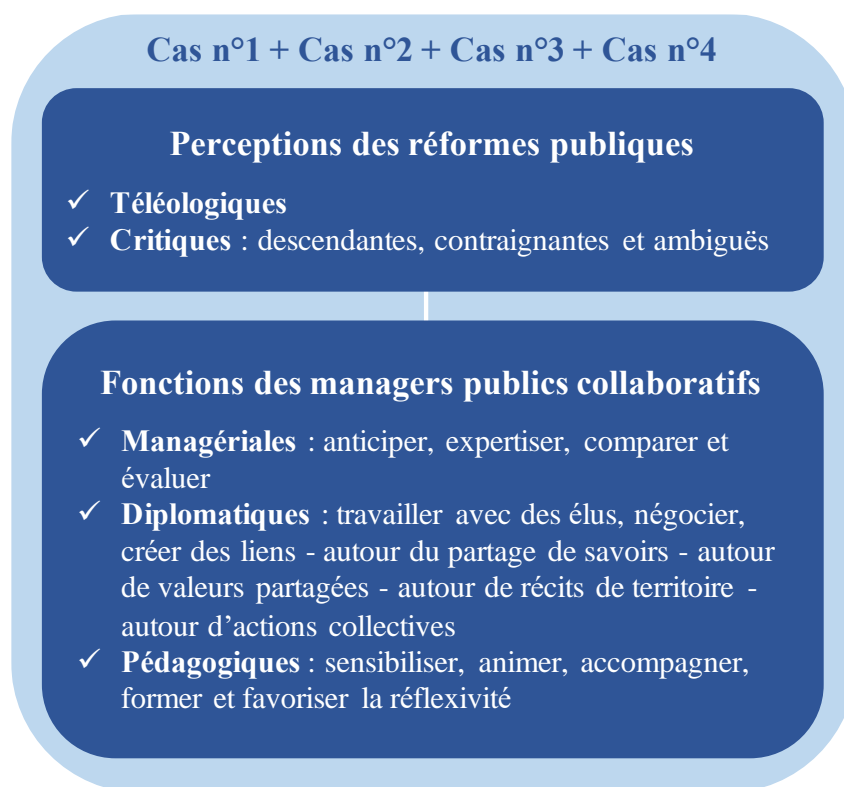 Cas n°1 + Cas n°2 + Cas n°3 + Cas n°4
Perceptions des réformes publiques
✓ Téléologiques
✓ Critiques : descendantes, contraignantes et ambiguës
Fonctions des managers publics collaboratifs
✓ Managériales : anticiper, expertiser, comparer et
évaluer
✓ Diplomatiques : travailler avec des élus, négocier,
créer des liens - autour du partage de savoirs - autour
de valeurs partagées - autour de récits de territoire -
autour d’actions collectives
✓ Pédagogiques : sensibiliser, animer, accompagner,
former et favoriser la réflexivité